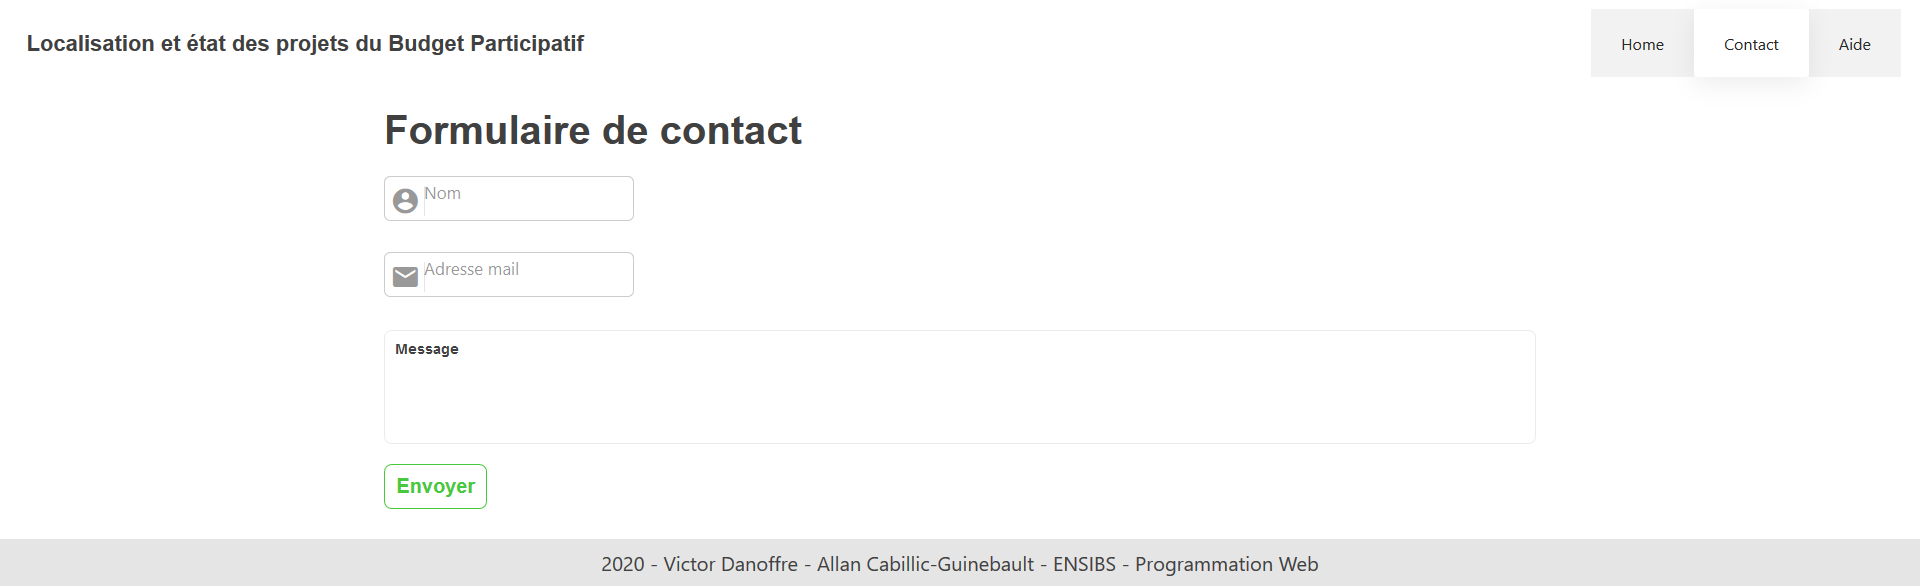 Localisation et état des projets du Budget Participatif
Home Contact Aide
Formulaire de contact
Nom
Adresse mail
Message
Envoyer
2020 - Victor Danoffre - Allan Cabillic-Guinebault - ENSIBS - Programmation Web